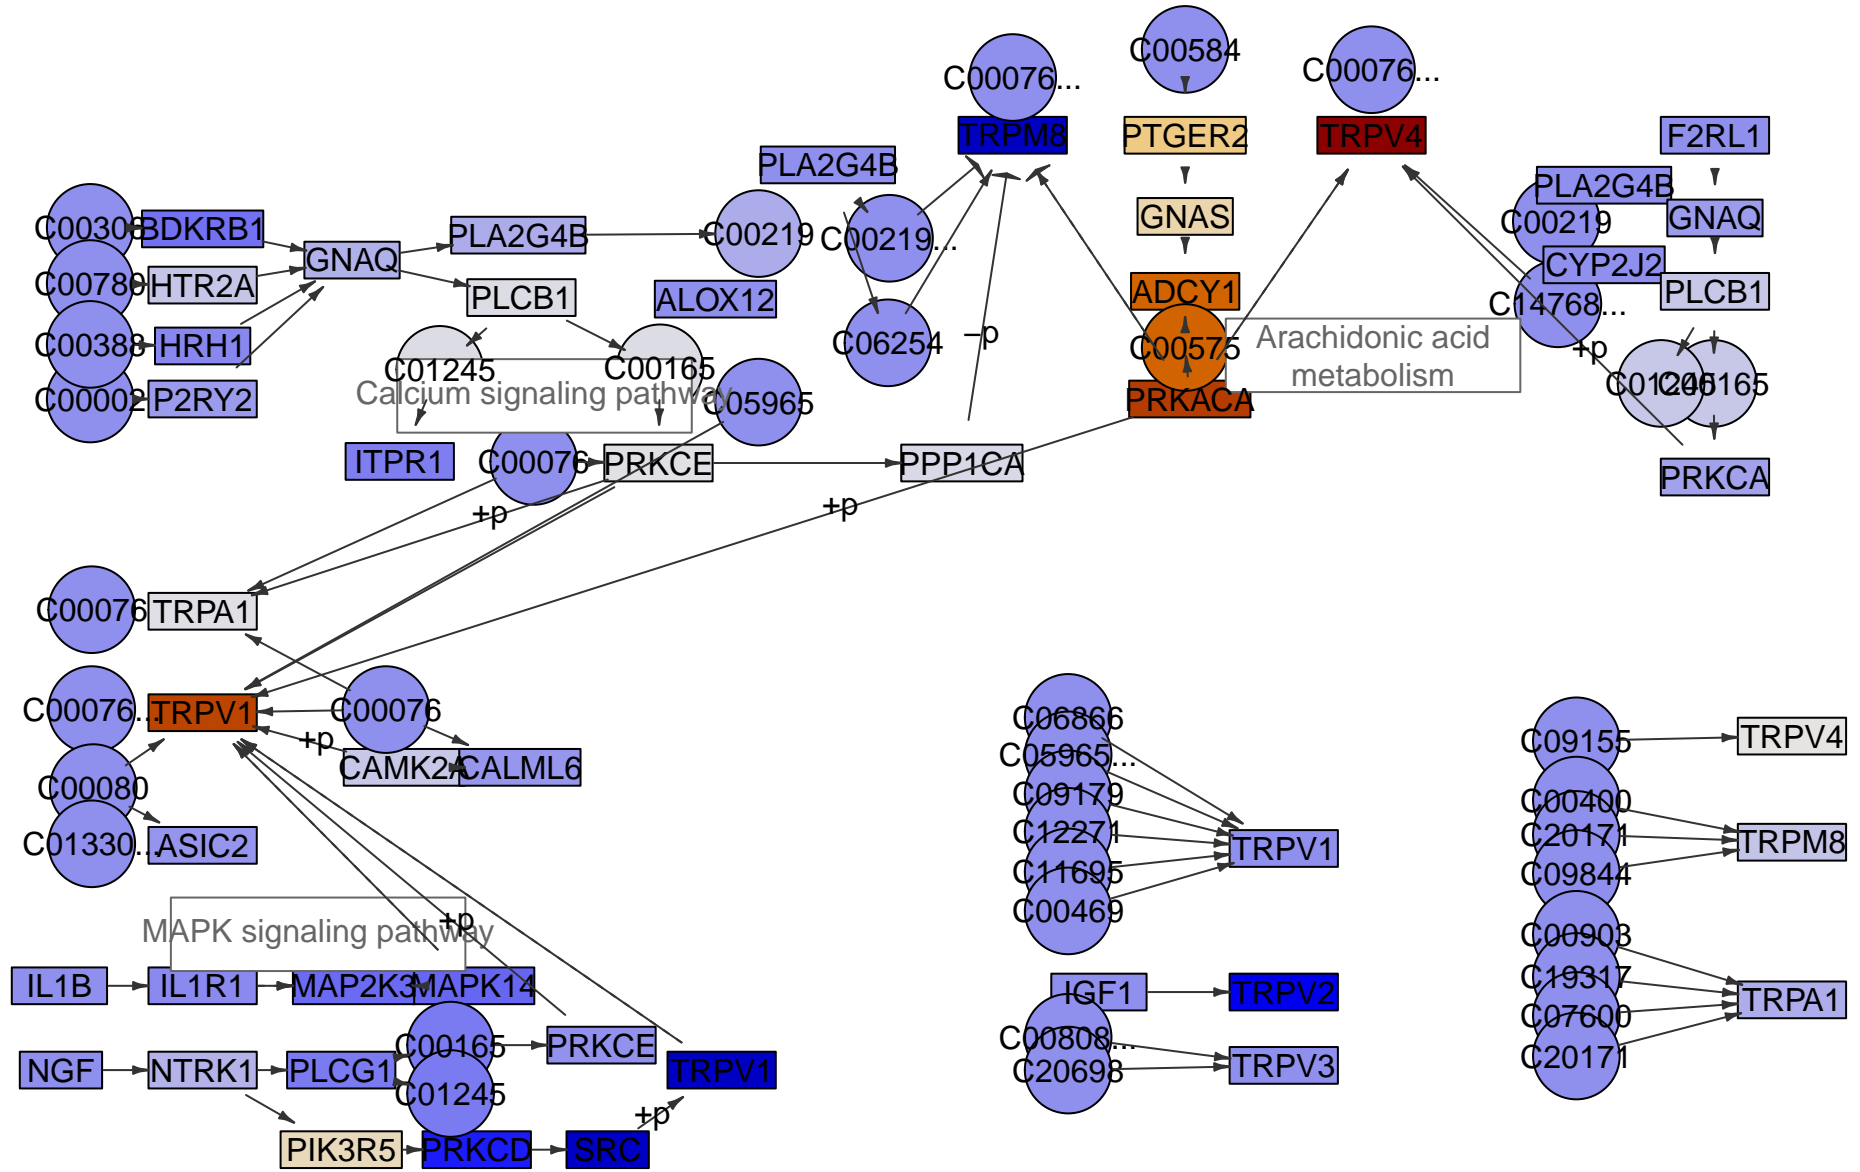 C00584
C00076...
C00076...
TRPM8
PTGER2
TRPV4
F2RL1
PLA2G4B
PLA2G4B
GNAS
GNAQ
C00219
C00308
BDKRB1
PLA2G4B
C00219
C00219...
GNAQ
CYP2J2
C00780
HTR2A
PLCB1
ALOX12
ADCY1
PLCB1
C14768...
C00388
HRH1
C06254
−p
C00575
Arachidonic acid
metabolism
+p
C01245
C00165
Calcium signaling pathway
C01245
C00165
C00002
P2RY2
C05965
PRKACA
ITPR1
C00076
PRKCE
PPP1CA
PRKCA
+p
+p
C00076
TRPA1
C00076...
TRPV1
C00076
+p
CAMK2A
CALML6
C00080
C01330...
ASIC2
C06866
C05965...
C09179
C12271
C11695
C00469
TRPV1
C09155
TRPV4
C00400
C20171
C09844
TRPM8
+p
MAPK signaling pathway
IL1B
IL1R1
MAP2K3
MAPK14
IGF1
TRPV2
C00903
C19317
C07600
C20171
TRPA1
C00165
PRKCE
C00808...
C20698
TRPV3
NGF
NTRK1
PLCG1
C01245
TRPV1
+p
PIK3R5
PRKCD
SRC